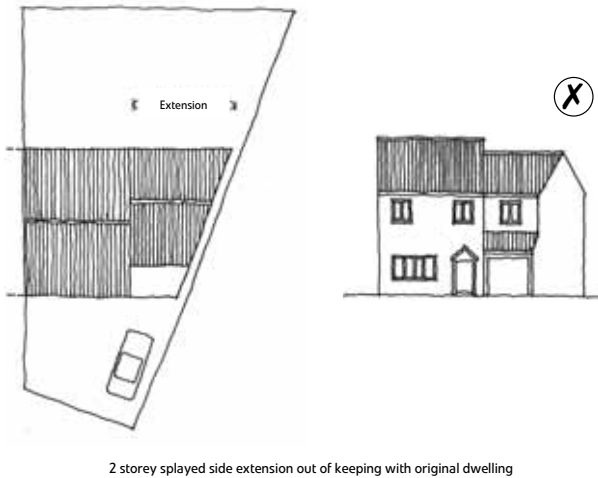 Extension
2 storey splayed side extension out of keeping with original dwelling